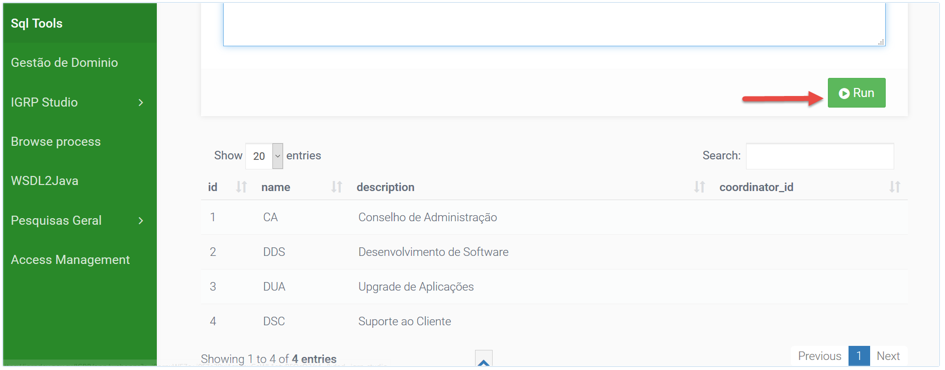 Sql Tools
Gestão de Dominio
IGRP Studio
Browse process
WSDL2Java
Pesquisas Geral
Access Management
Run
Show 20 entries Search:
id name description coordinator_id
1 CA Conselho de Administração
2 DDS Desenvolvimento de Software
3 DUA Upgrade de Aplicações
4 DSC Suporte ao Cliente
Showing 1 to 4 of 4 entries Previous 1 Next